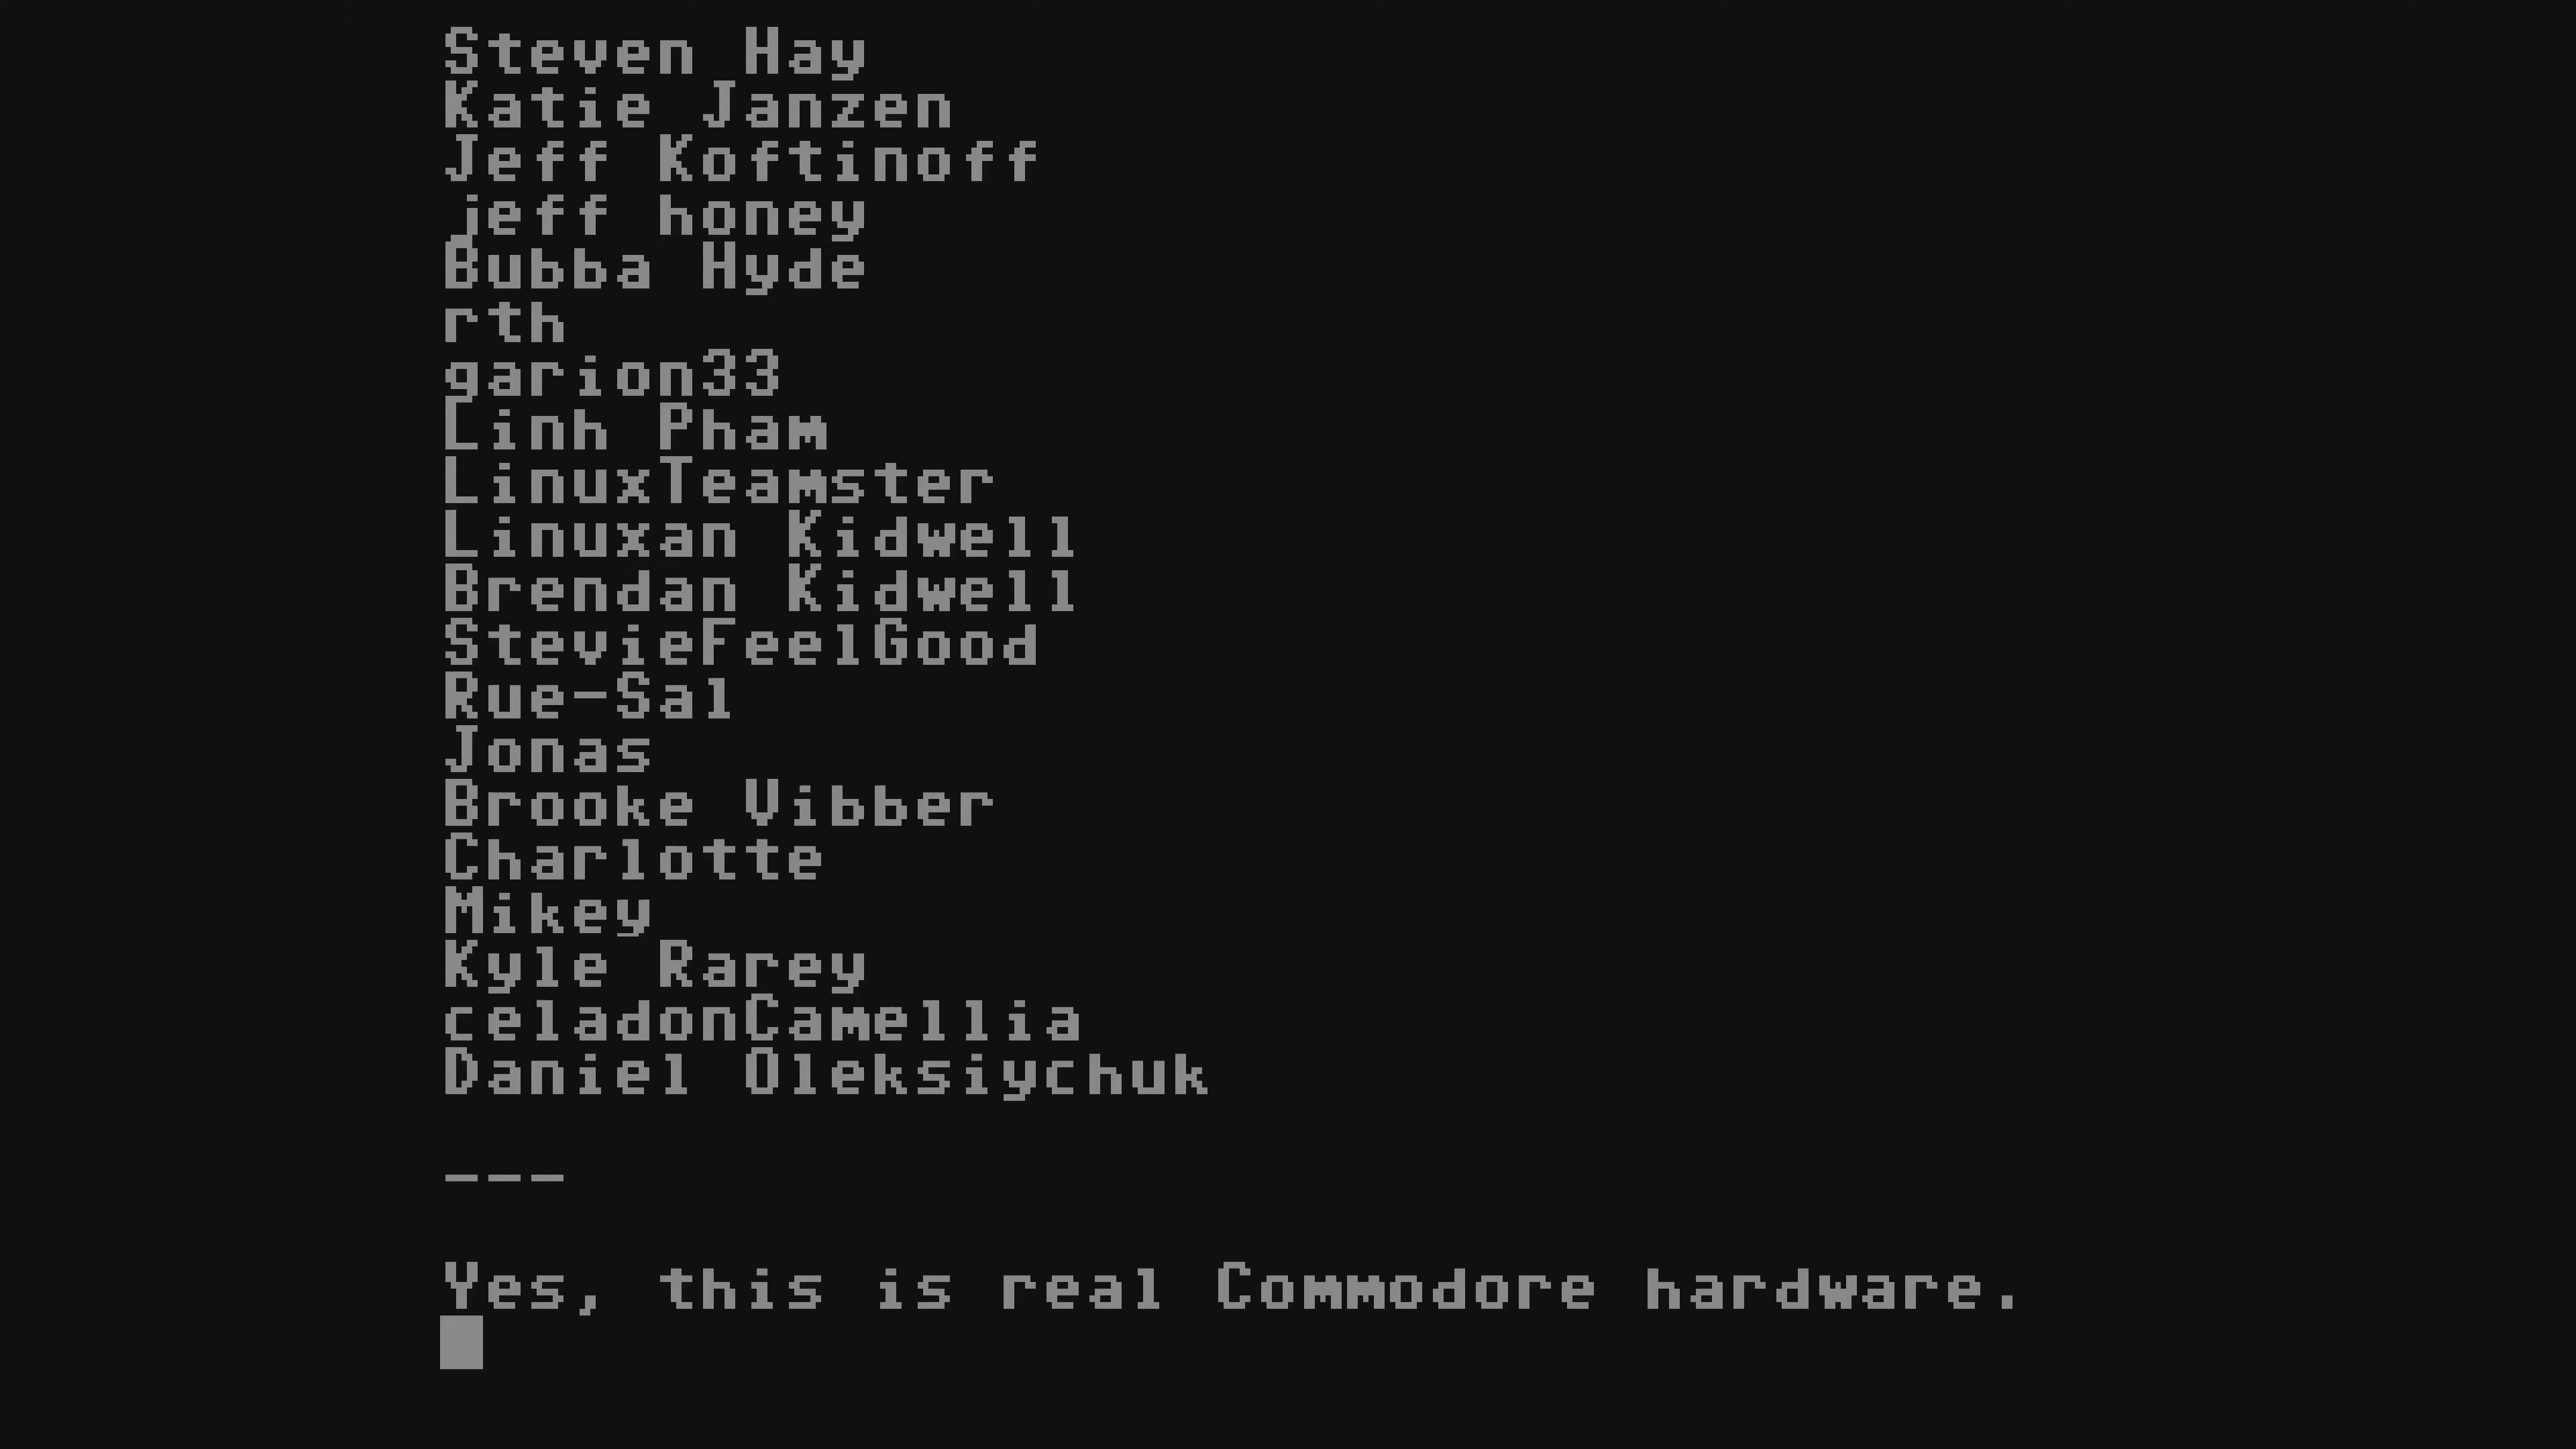 Steven Hay
Katie Janzen
Jeff Koftinoff
jeff honey
Bubba Hyde
rth
garion33
Linh Pham
LinuxTeamster
Linuxan Kidwell
Brendan Kidwell
StevieFeelGood
Rue-Sal
Jonas
Brooke Vibber
Charlotte
Mikey
Kyle Rarey
celadonCamellia
Daniel Oleksiychuk
---
Yes, this is real Commodore hardware.